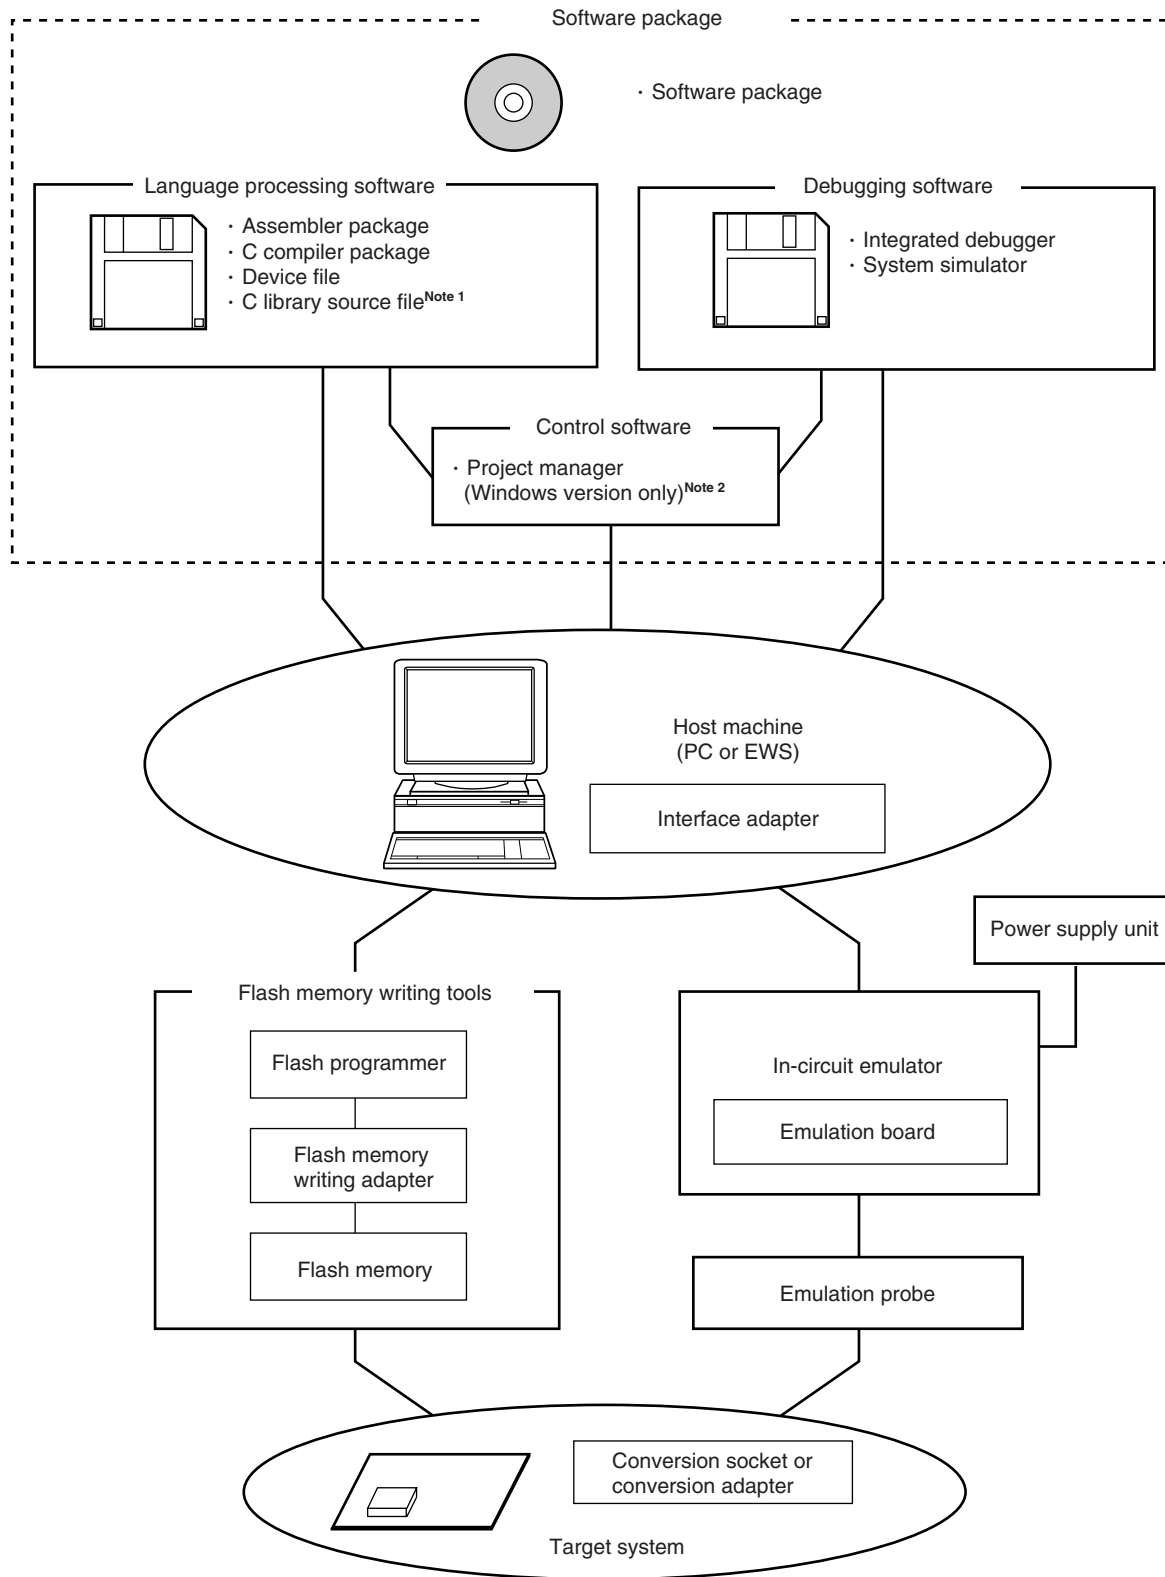 Software package
· Software package
Language processing software
· Assembler package
· C compiler package
· Device file
· C library source fileNote 1
Debugging software
· Integrated debugger
· System simulator
Control software
· Project manager
(Windows version only)Note 2
Host machine
(PC or EWS)
Interface adapter
Power supply unit
Flash memory writing tools
Flash programmer
Flash memory
writing adapter
Flash memory
In-circuit emulator
Emulation board
Emulation probe
Conversion socket or
conversion adapter
Target system